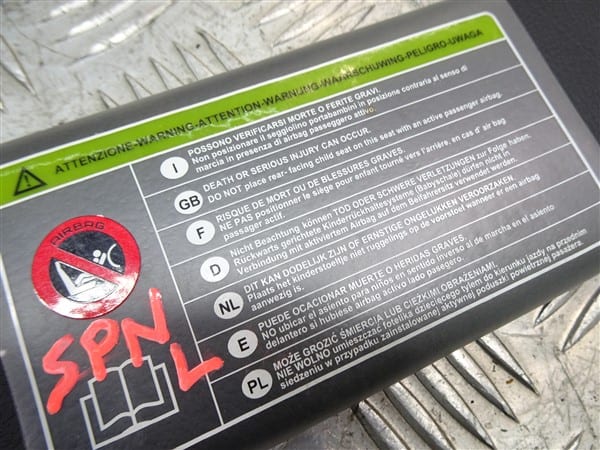 ATTENZIONE-WARNING-ATTENTION-WARNUNG-WAARSCHUWING-PELIGRO-UWAGA
I
POSSONO VERIFICARSI MORTE O FERITE GRAVI.
Non posizionare il seggiolino portabambini in posizione contraria al senso di
marcia in presenza di airbag passeggero attivo.
GB
DEATH OR SERIOUS INJURY CAN OCCUR.
DO NOT place rear-facing child seat on this seat with an active passenger airbag.
F
RISQUE DE MORT OU DE BLESSURES GRAVES.
NE PAS positionner le siège pour enfant tourné vers l'arrière, en cas d'air bag
passager actif.
D
Nicht Beachtung können TOD ODER SCHWERE VERLETZUNGEN zur Folge haben.
Rückwarts gerichtete Kinderrückhaltesysteme (Babyschale) dürfen nicht in
Verbindung mit aktiviertem Airbag auf dem Beifahrersitz verwendet werden.
NL
DIT KAN DODELIJK ZIJN OF ERNSTIGE ONGELUKKEN VEROORZAKEN
Plaats het kinderstoeltje niet ruggelings op de voorstoel wanneer er een airbag
aanwezig is.
E
PUEDE OCACIONAR MUERTE O HERIDAS GRAVES.
NO ubicar el asiento para niños en sentido inverso al de marcha en el asiento
delantero si hubiese airbag activo lado pasegero.
PL
MOŻE GROZIĆ ŚMIERCIĄ LUB CIĘŻKIMI OBRAŻENIAMI.
NIE WOLNO umieszczać fotelika dziecięcego tyłem do kierunku jazdy na przednim
siedzeniu w przypadku zainstalowanej aktywnej poduszki powietrznej pasażera.
AIRBAG
SPN
L